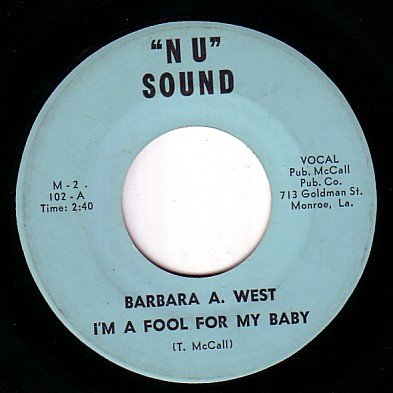 "NU"
SOUND
M-2
102-A
Time: 2:40
VOCAL
Pub. McCall
Pub. Co.
713 Goldman St.
Monroe, La.
BARBARA A. WEST
I'M A FOOL FOR MY BABY
(T. McCall)